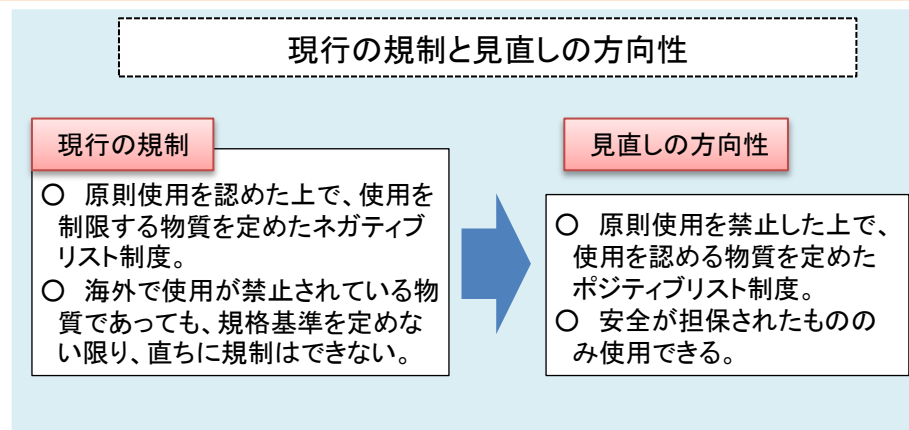 現行の規制と見直しの方向性
現行の規制
○ 原則使用を認めた上で、使用を
制限する物質を定めたネガティブ
リスト制度。
○ 海外で使用が禁止されている物
質であっても、規格基準を定めな
い限り、直ちに規制はできない。
見直しの方向性
○ 原則使用を禁止した上で、
使用を認める物質を定めた
ポジティブリスト制度。
○ 安全が担保されたものの
み使用できる。